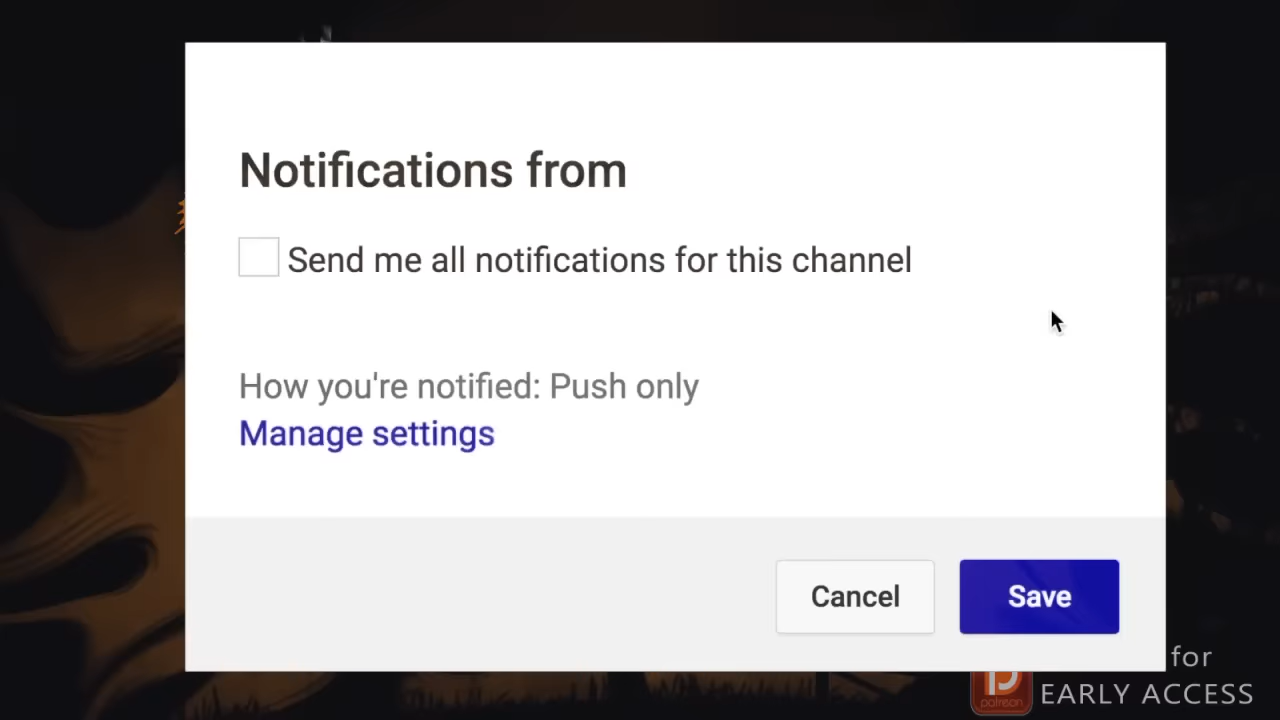 Notifications from
Send me all notifications for this channel
How you're notified: Push only
Manage settings
Cancel
Save
for
patreon
EARLY ACCESS